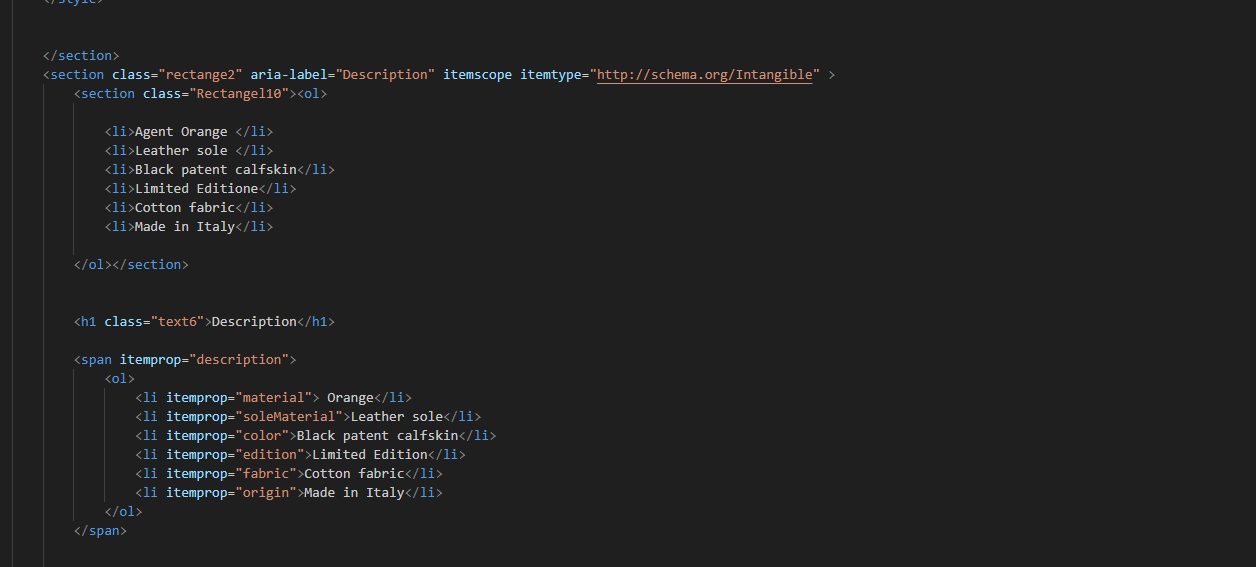 </style>
</section>
<section class="rectange2" aria-label="Description" itemscope itemtype="http://schema.org/Intangible" >
<section class="Rectangel10"><ol>
<li>Agent Orange </li>
<li>Leather sole </li>
<li>Black patent calfskin</li>
<li>Limited Editione</li>
<li>Cotton fabric</li>
<li>Made in Italy</li>
</ol></section>
<h1 class="text6">Description</h1>
<span itemprop="description">
<ol>
<li itemprop="material"> Orange</li>
<li itemprop="soleMaterial">Leather sole</li>
<li itemprop="color">Black patent calfskin</li>
<li itemprop="edition">Limited Edition</li>
<li itemprop="fabric">Cotton fabric</li>
<li itemprop="origin">Made in Italy</li>
</ol>
</span>